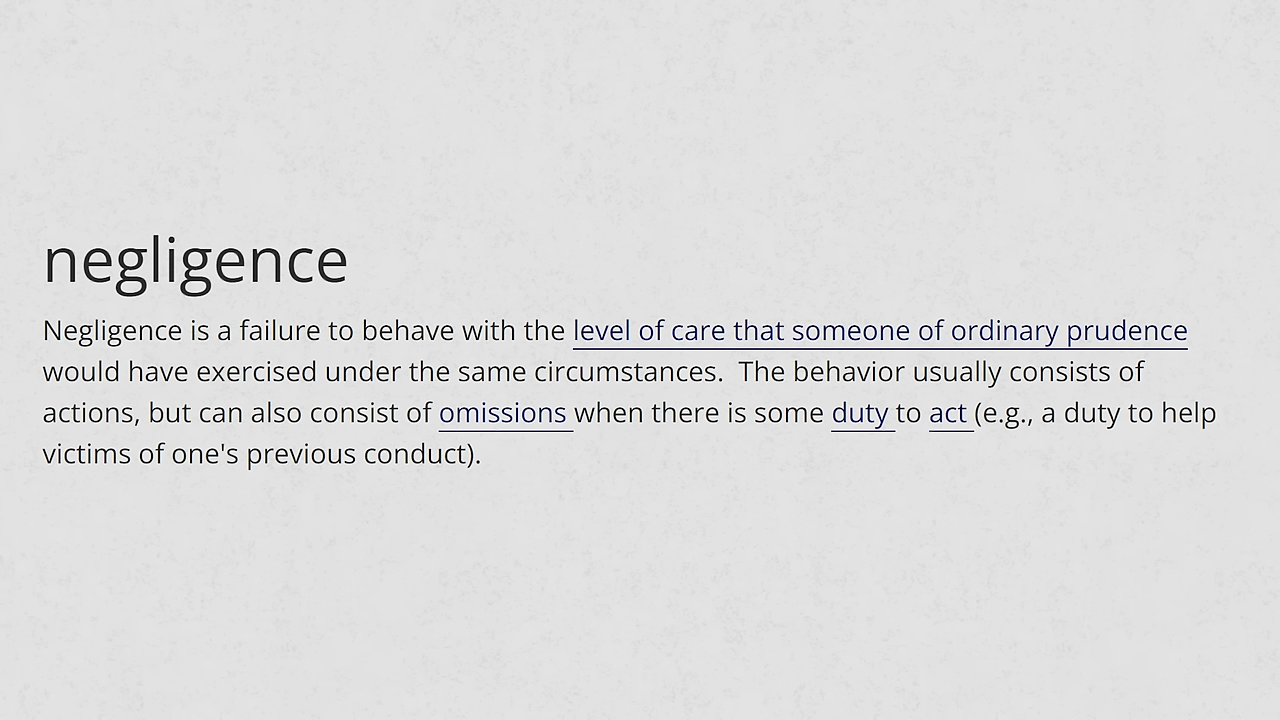 negligence
Negligence is a failure to behave with the level of care that someone of ordinary prudence
would have exercised under the same circumstances.  The behavior usually consists of
actions, but can also consist of omissions when there is some duty to act (e.g., a duty to help
victims of one's previous conduct).